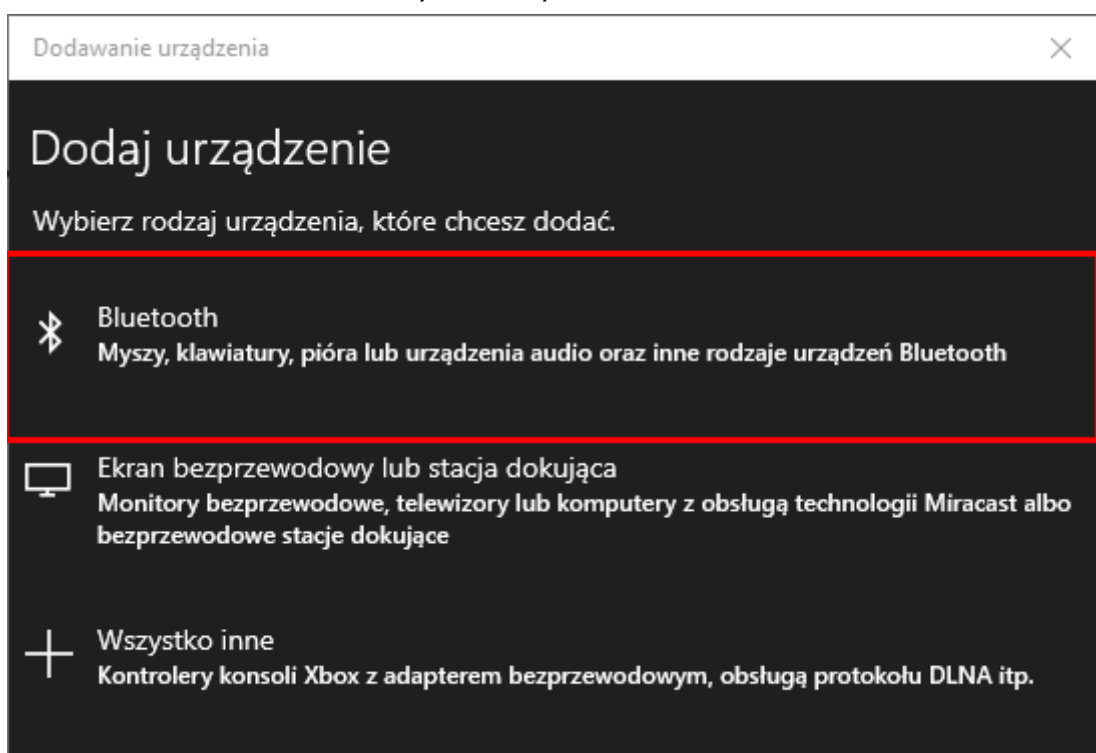 Dodawanie urządzenia
Dodaj urządzenie
Wybierz rodzaj urządzenia, które chcesz dodać.
Bluetooth
Myszy, klawiatury, pióra lub urządzenia audio oraz inne rodzaje urządzeń Bluetooth
Ekran bezprzewodowy lub stacja dokująca
Monitory bezprzewodowe, telewizory lub komputery z obsługą technologii Miracast albo
bezprzewodowe stacje dokujące
Wszystko inne
Kontrolery konsoli Xbox z adapterem bezprzewodowym, obsługą protokołu DLNA itp.